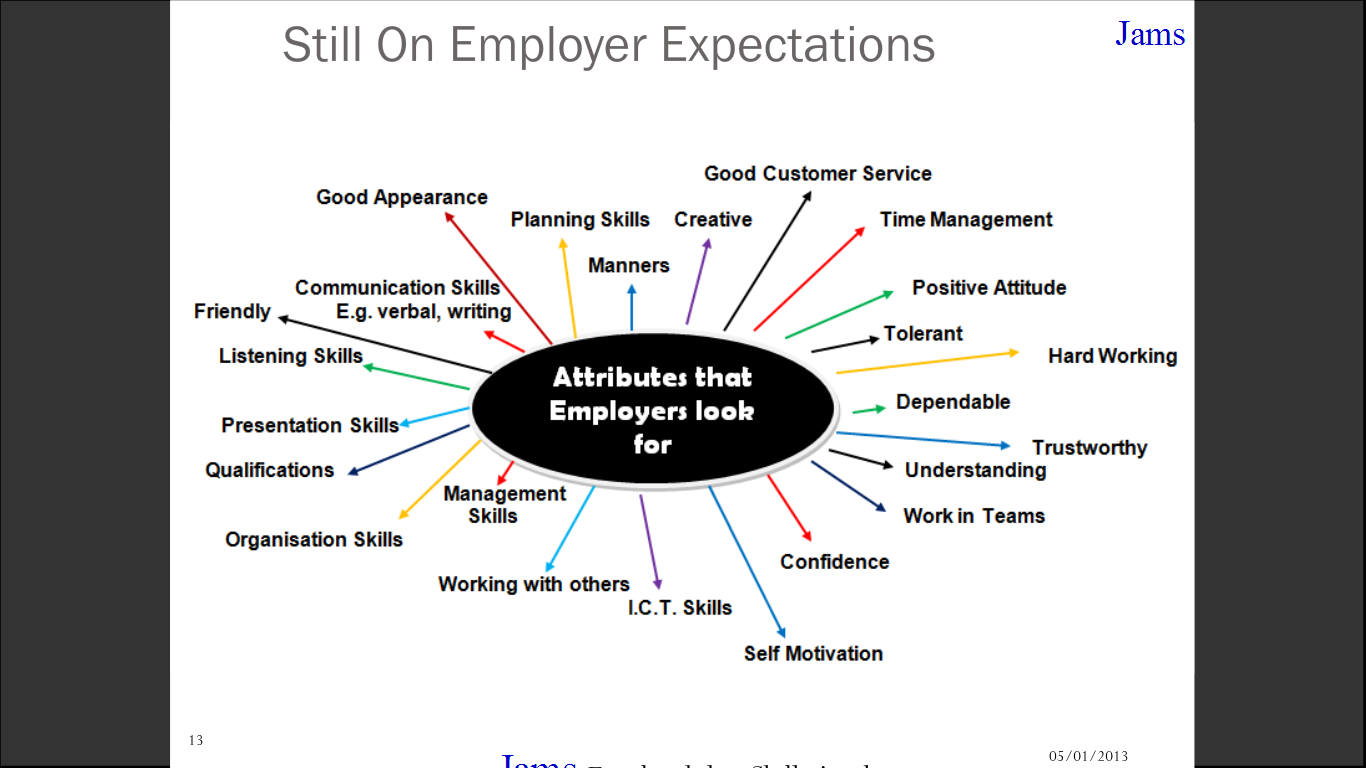 Still On Employer Expectations
Jams
Good Customer Service
Good Appearance
Planning Skills
Creative
Time Management
Manners
Communication Skills
E.g. verbal, writing
Positive Attitude
Friendly
Tolerant
Listening Skills
Hard Working
Attributes that
Employers look
for
Dependable
Presentation Skills
Trustworthy
Qualifications
Understanding
Management
Skills
Work in Teams
Organisation Skills
Confidence
Working with others
I.C.T. Skills
Self Motivation
13
05/01/2013
Jams